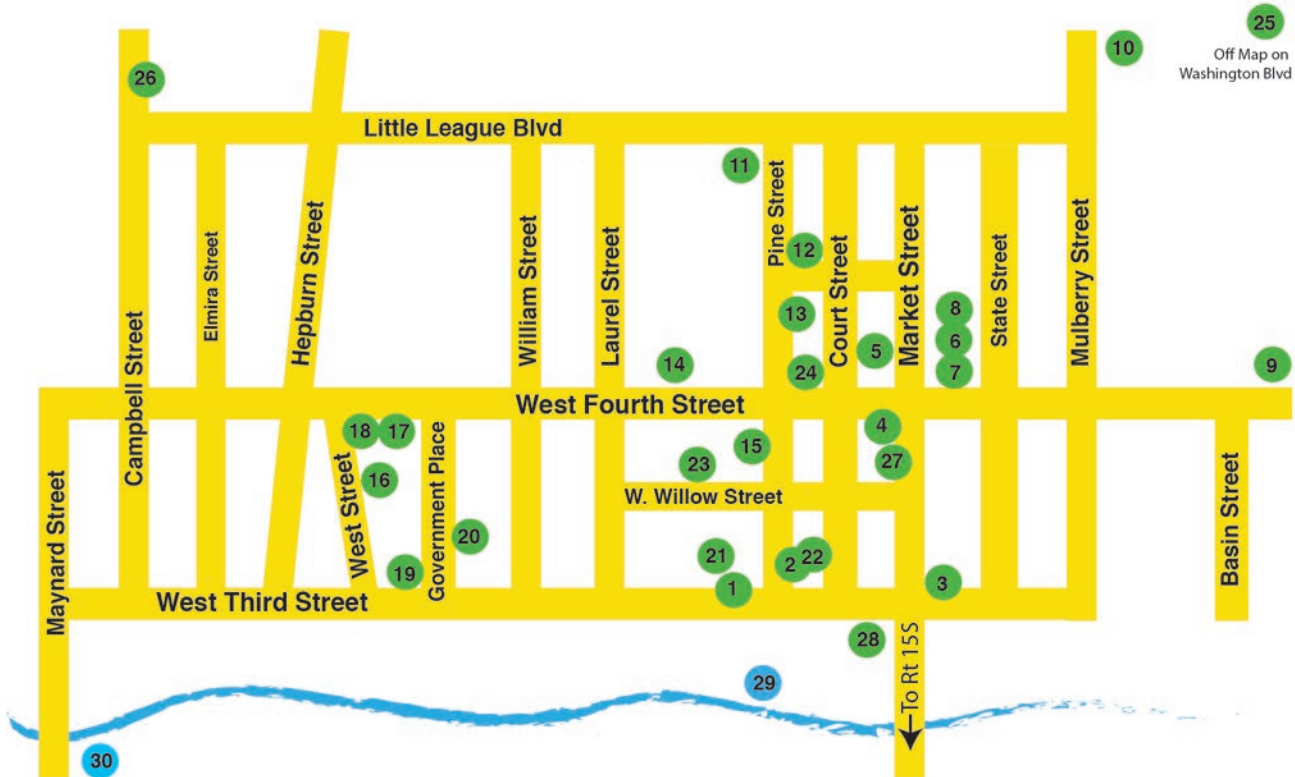 25
10
Off Map on
Washington Blvd
26
Little League Blvd
11
Pine Street
12
Elmira Street
Hepburn Street
William Street
Laurel Street
Court Street
Market Street
State Street
Mulberry Street
Campbell Street
13
8
6
5
7
14
24
9
West Fourth Street
18
17
4
15
23
27
16
West Street
Government Place
W. Willow Street
Maynard Street
Basin Street
20
21
2
22
19
1
3
West Third Street
28
To Rt 15S
29
30